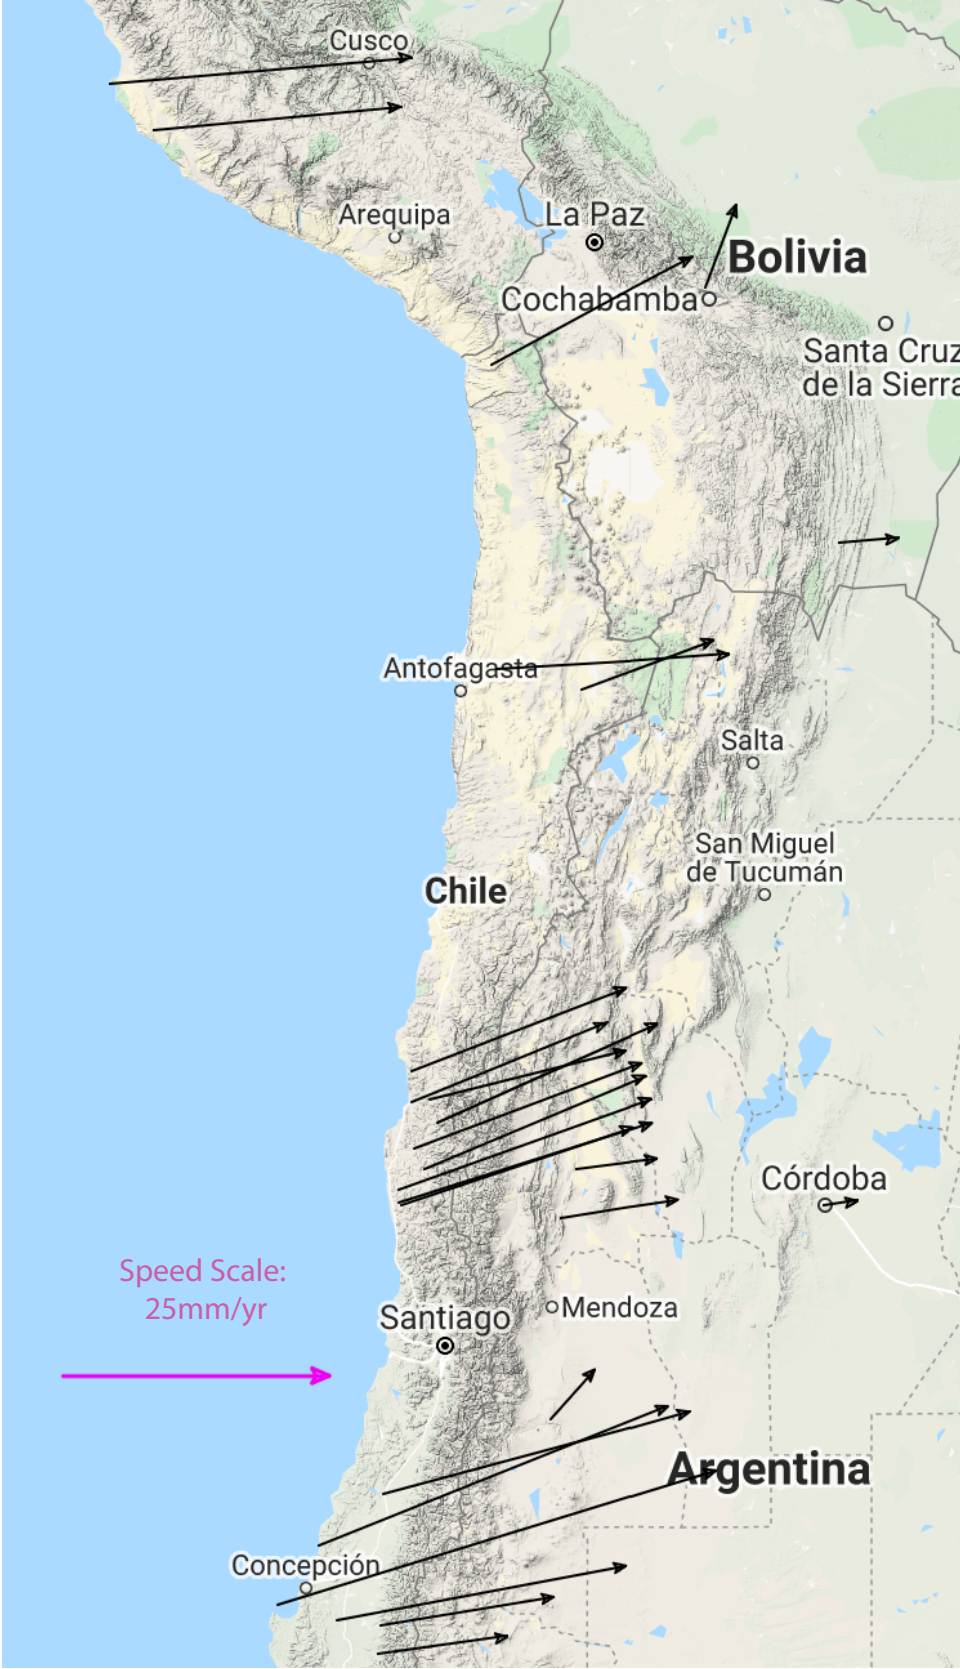 Cusco
Arequipa
La Paz
Bolivia
Cochabamba
Santa Cruz
de la Sierra
Antofagasta
Salta
San Miguel
de Tucumán
Chile
Córdoba
Speed Scale:
25mm/yr
Santiago
Mendoza
Argentina
Concepción